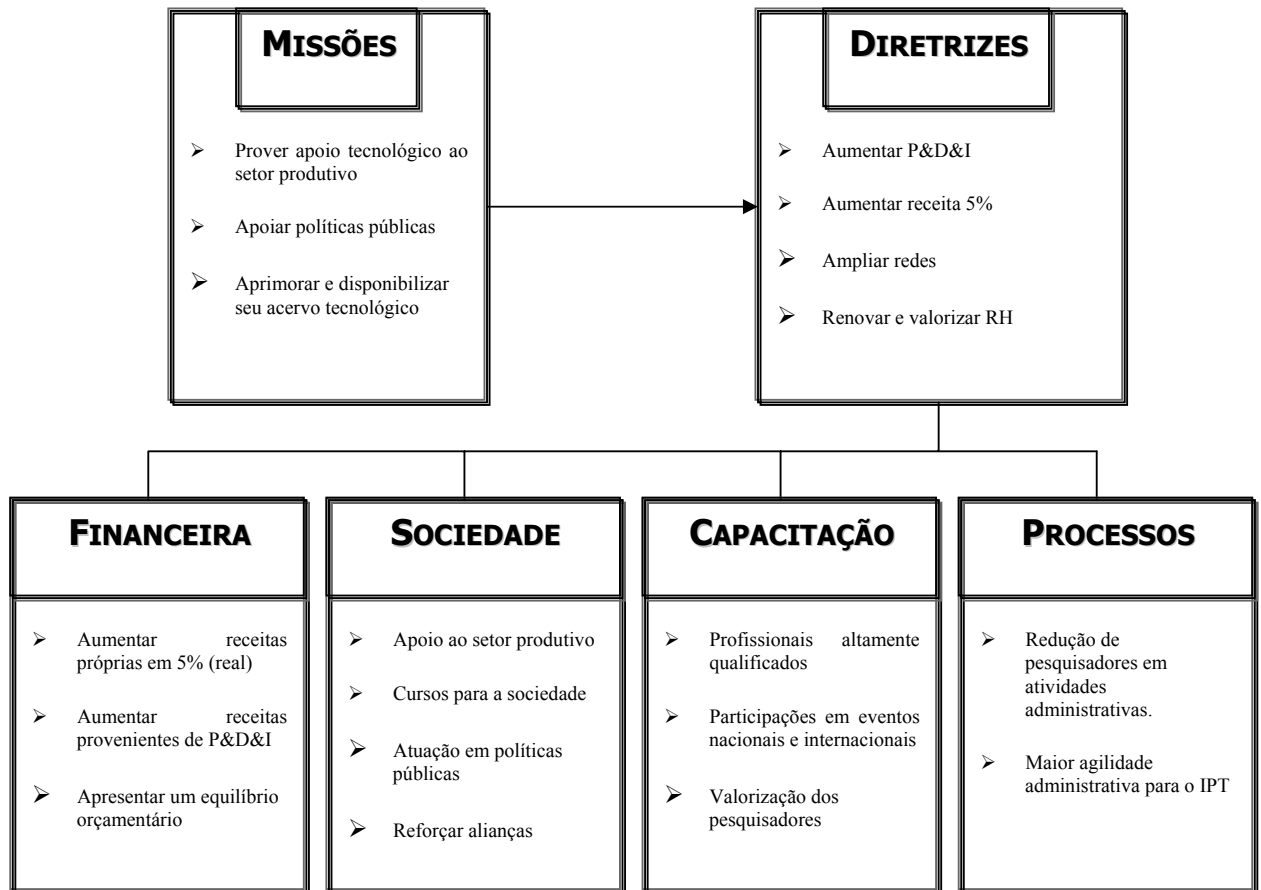 MISSÕES
Prover apoio tecnológico ao
setor produtivo
Apoiar políticas públicas
Aprimorar e disponibilizar
seu acervo tecnológico
DIRETRIZES
Aumentar P&D&I
Aumentar receita 5%
Ampliar redes
Renovar e valorizar RH
FINANCEIRA
Aumentar receitas
próprias em 5% (real)
Aumentar receitas
provenientes de P&D&I
Apresentar um equilíbrio
orçamentário
SOCIEDADE
Apoio ao setor produtivo
Cursos para a sociedade
Atuação em políticas
públicas
Reforçar alianças
CAPACITAÇÃO
Profissionais altamente
qualificados
Participações em eventos
nacionais e internacionais
Valorização dos
pesquisadores
PROCESSOS
Redução de
pesquisadores em
atividades
administrativas.
Maior agilidade
administrativa para o IPT